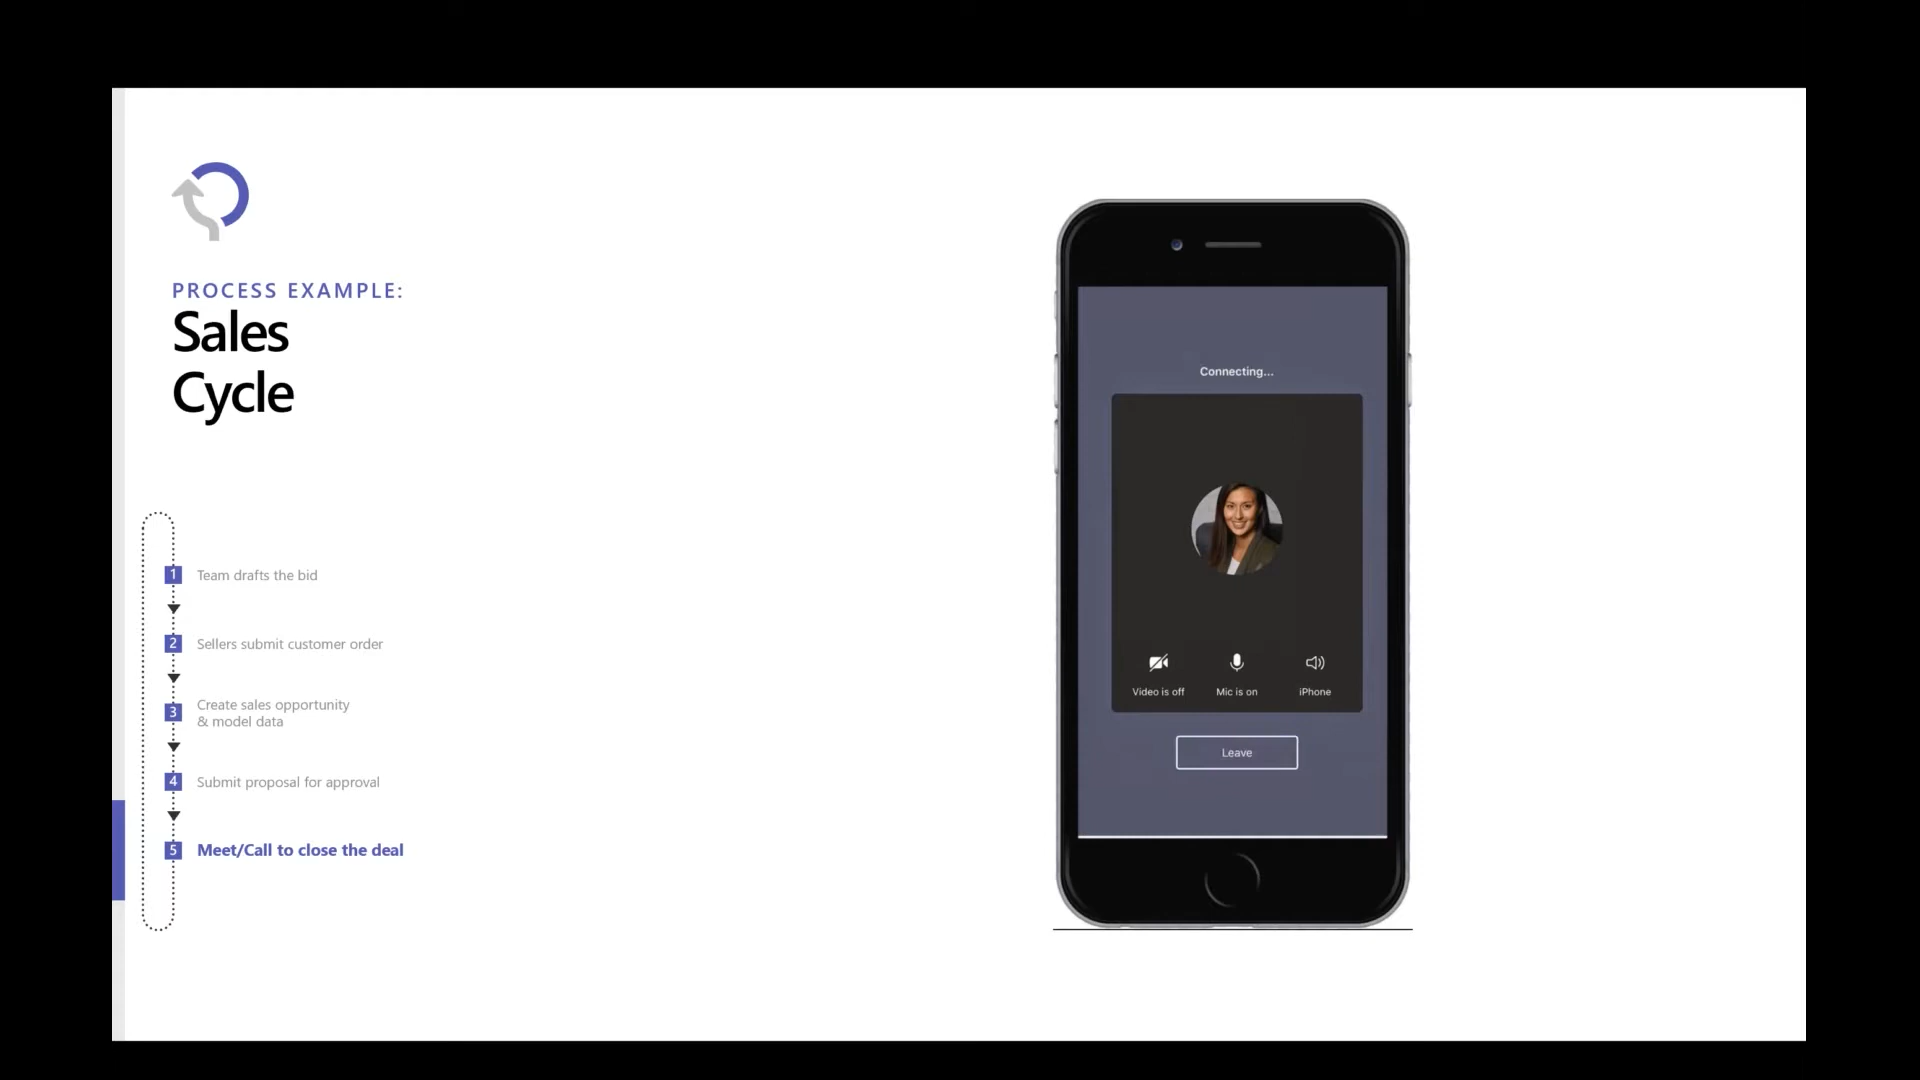 PROCESS EXAMPLE:
Sales
Cycle
1 Team drafts the bid
2 Sellers submit customer order
3 Create sales opportunity
& model data
4 Submit proposal for approval
5 Meet/Call to close the deal
Connecting...
Video is off Mic is on iPhone
Leave